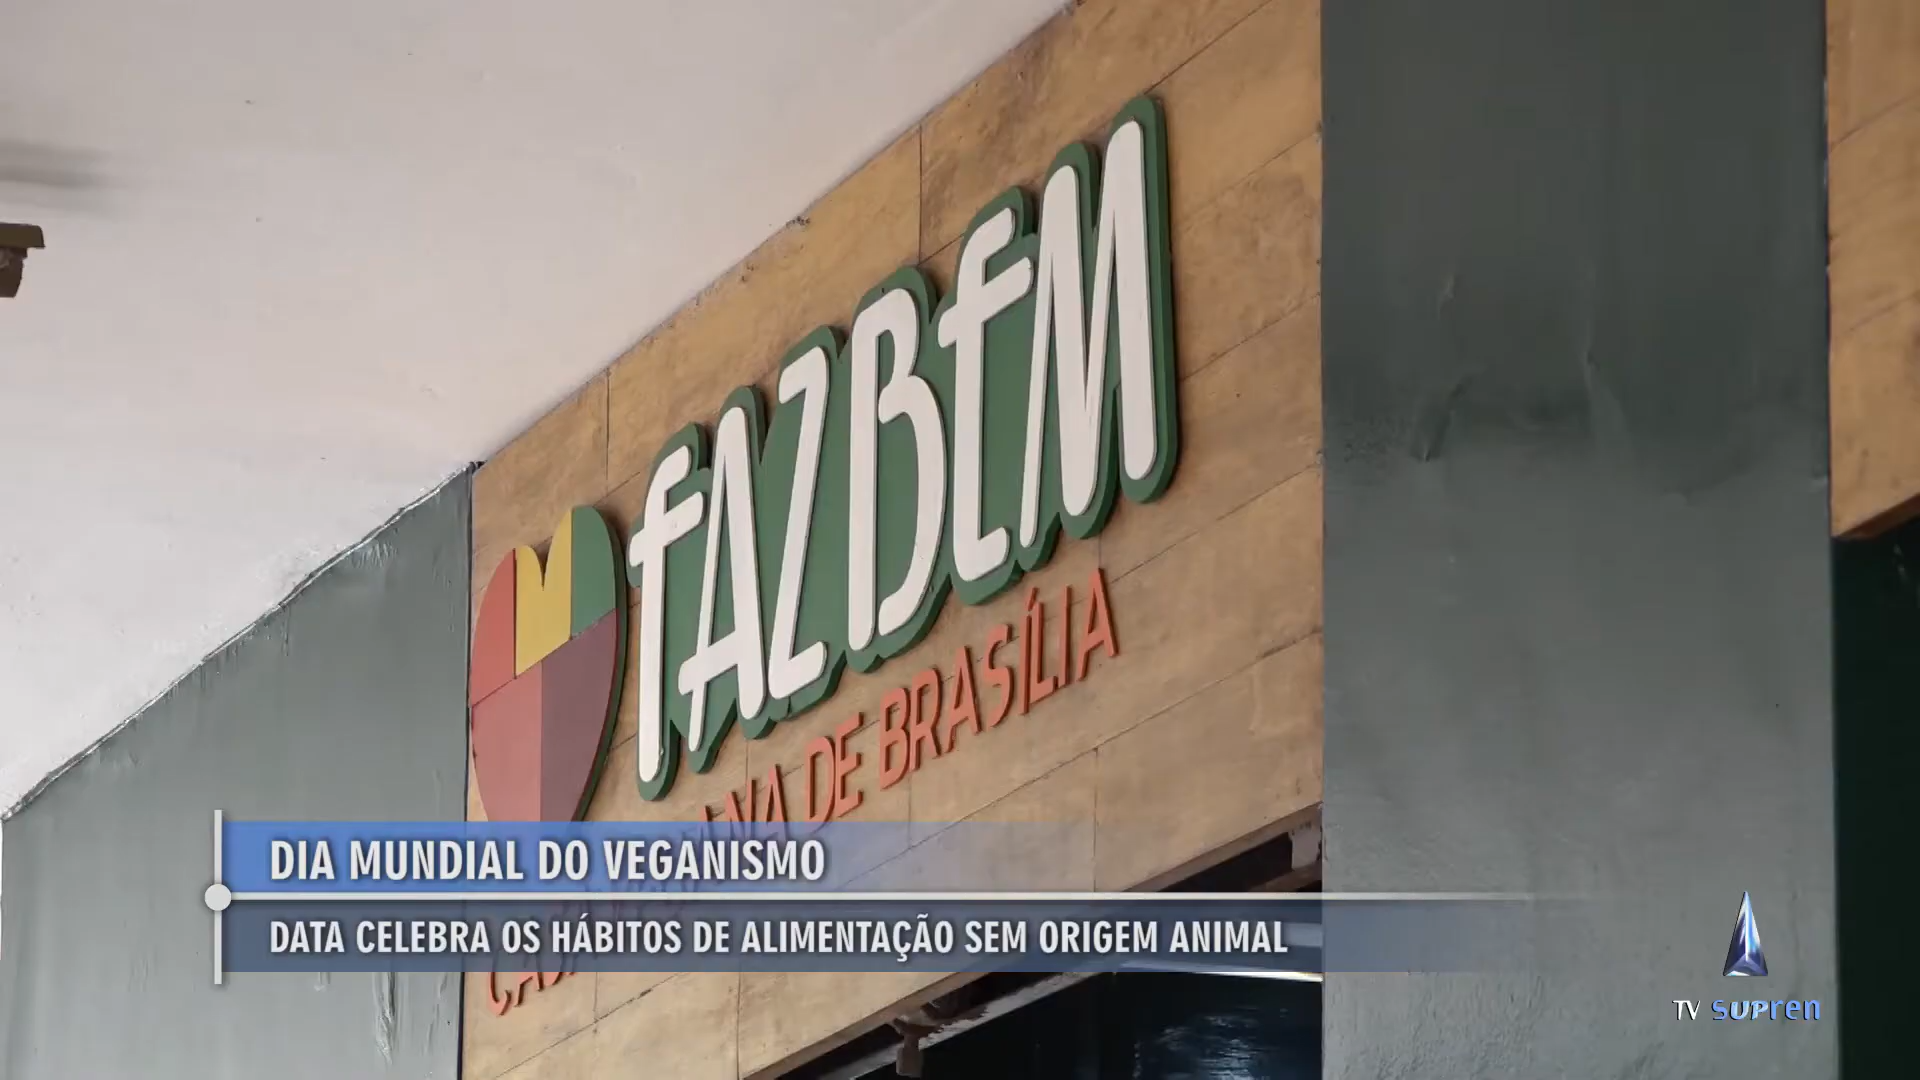 FAZBEM
DE BRASÍLIA
DIA MUNDIAL DO VEGANISMO
DATA CELEBRA OS HÁBITOS DE ALIMENTAÇÃO SEM ORIGEM ANIMAL
TV SUPREN